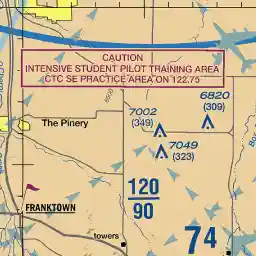 CAUTION
INTENSIVE STUDENT PILOT TRAINING AREA
CTC SE PRACTICE AREA ON 122.75
6820
(309)
7002
(349)
The Pinery
7049
(323)
120
90
FRANKTOWN
towers
74